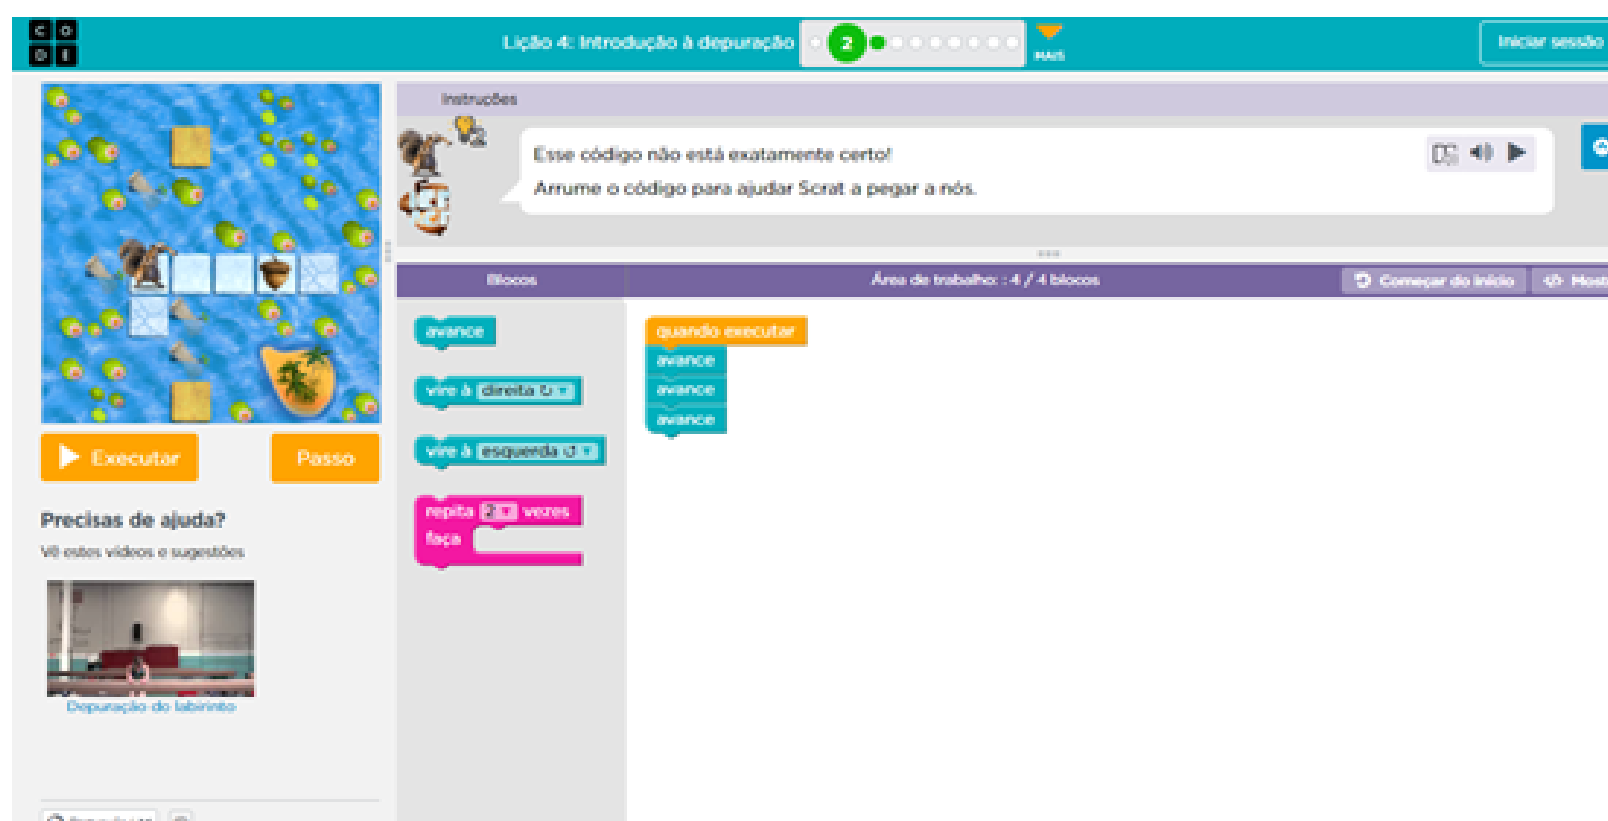 C O
D E
Lição 4: Introdução à depuração
2
MAIS
Iniciar sessão
Instruções
2
Esse código não está exatamente certo!
Arrume o código para ajudar Scrat a pegar a nós.
Blocos
Área de trabalho: : 4 / 4 blocos
Começar do início
avance
vire à direita ↻ ▾
vire à esquerda ↺ ▾
repita 2 ▾ vezes
faça
quando executar
avance
avance
avance
Executar
Passo
Precisas de ajuda?
Vê estes vídeos e sugestões
Depuração do labirinto